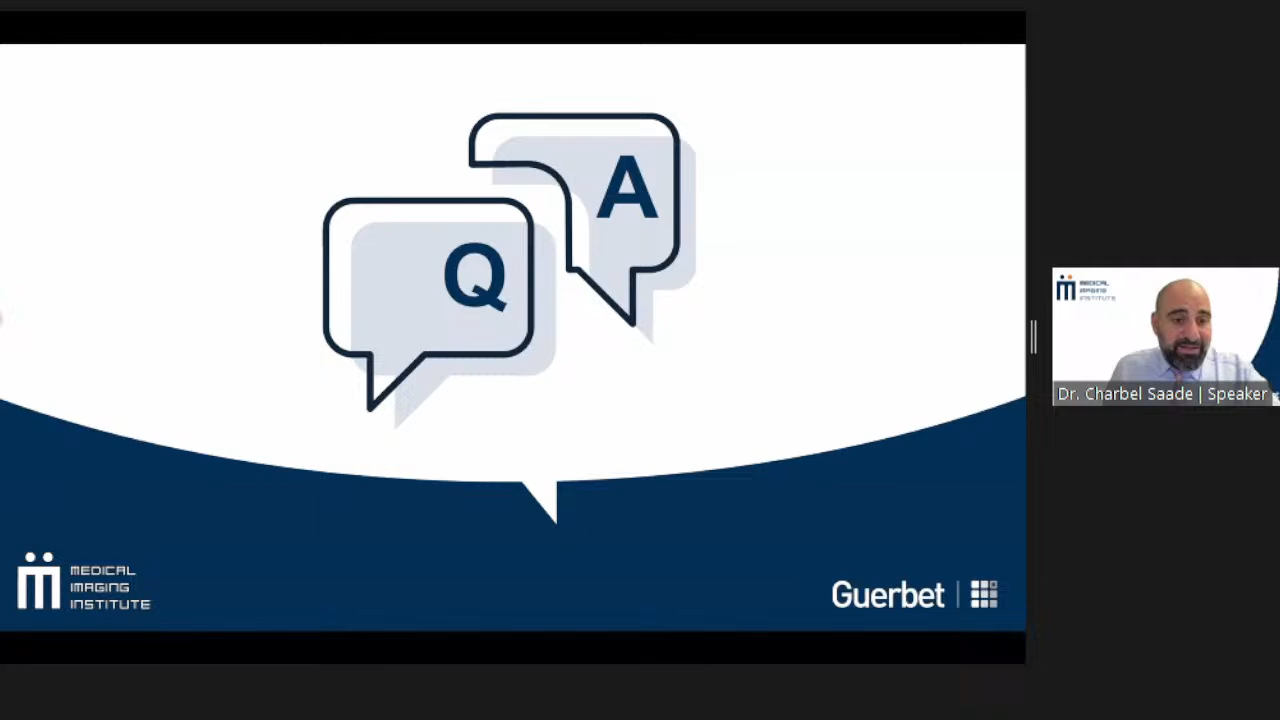 A
Q
MEDICAL
IMAGING
INSTITUTE
Guerbet
MEDICAL
IMAGING
INSTITUTE
Dr. Charbel Saade | Speaker